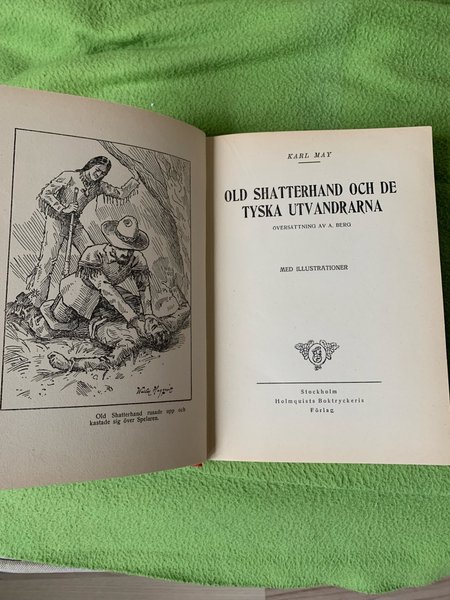 Old Shatterhand rusade upp och
kastade sig över Spelaren.
KARL MAY
OLD SHATTERHAND OCH DE
TYSKA UTVANDRARNA
ÖVERSÄTTNING AV A. BERG
MED ILLUSTRATIONER
Stockholm
Holmquists Boktryckeris
Förlag